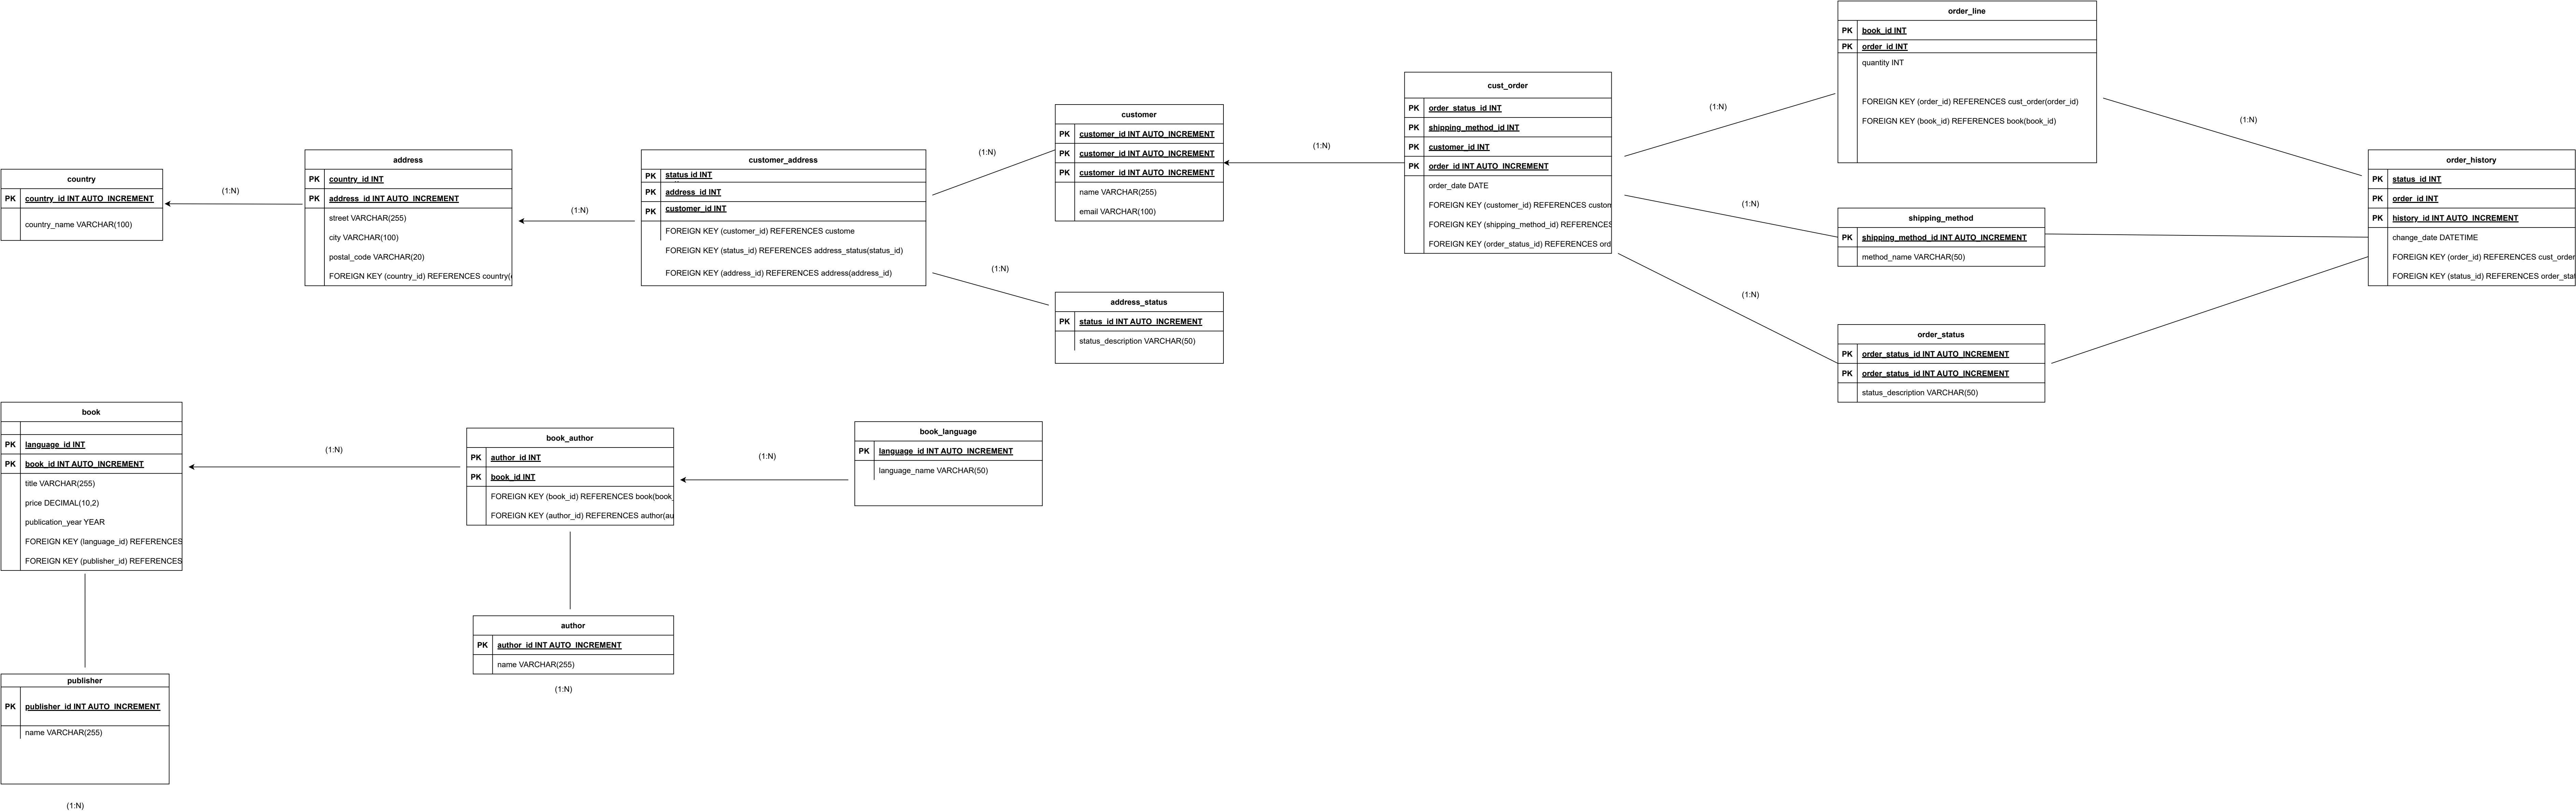 order_line
PK book_id INT
PK order_id INT
quantity INT
FOREIGN KEY (order_id) REFERENCES cust_order(order_id)
FOREIGN KEY (book_id) REFERENCES book(book_id)
cust_order
PK order_status_id INT
PK shipping_method_id INT
PK customer_id INT
PK order_id INT AUTO_INCREMENT
order_date DATE
FOREIGN KEY (customer_id) REFERENCES custom
FOREIGN KEY (shipping_method_id) REFERENCES
FOREIGN KEY (order_status_id) REFERENCES ord
(1:N)
(1:N)
(1:N)
(1:N)
customer
PK customer_id INT AUTO_INCREMENT
PK customer_id INT AUTO_INCREMENT
PK customer_id INT AUTO_INCREMENT
name VARCHAR(255)
email VARCHAR(100)
(1:N)
(1:N)
(1:N)
country
PK country_id INT AUTO_INCREMENT
country_name VARCHAR(100)
(1:N)
address
PK country_id INT
PK address_id INT AUTO_INCREMENT
street VARCHAR(255)
city VARCHAR(100)
postal_code VARCHAR(20)
FOREIGN KEY (country_id) REFERENCES country(
(1:N)
customer_address
PK status id INT
PK address_id INT
PK customer_id INT
FOREIGN KEY (customer_id) REFERENCES custome
FOREIGN KEY (status_id) REFERENCES address_status(status_id)
FOREIGN KEY (address_id) REFERENCES address(address_id)
address_status
PK status_id INT AUTO_INCREMENT
status_description VARCHAR(50)
shipping_method
PK shipping_method_id INT AUTO_INCREMENT
method_name VARCHAR(50)
order_history
PK status_id INT
PK order_id INT
PK history_id INT AUTO_INCREMENT
change_date DATETIME
FOREIGN KEY (order_id) REFERENCES cust_order
FOREIGN KEY (status_id) REFERENCES order_stat
order_status
PK order_status_id INT AUTO_INCREMENT
PK order_status_id INT AUTO_INCREMENT
status_description VARCHAR(50)
book
PK language_id INT
PK book_id INT AUTO_INCREMENT
title VARCHAR(255)
price DECIMAL(10,2)
publication_year YEAR
FOREIGN KEY (language_id) REFERENCES
FOREIGN KEY (publisher_id) REFERENCES
(1:N)
book_author
PK author_id INT
PK book_id INT
FOREIGN KEY (book_id) REFERENCES book(book_
FOREIGN KEY (author_id) REFERENCES author(au
(1:N)
book_language
PK language_id INT AUTO_INCREMENT
language_name VARCHAR(50)
author
PK author_id INT AUTO_INCREMENT
name VARCHAR(255)
(1:N)
publisher
PK publisher_id INT AUTO_INCREMENT
name VARCHAR(255)
(1:N)